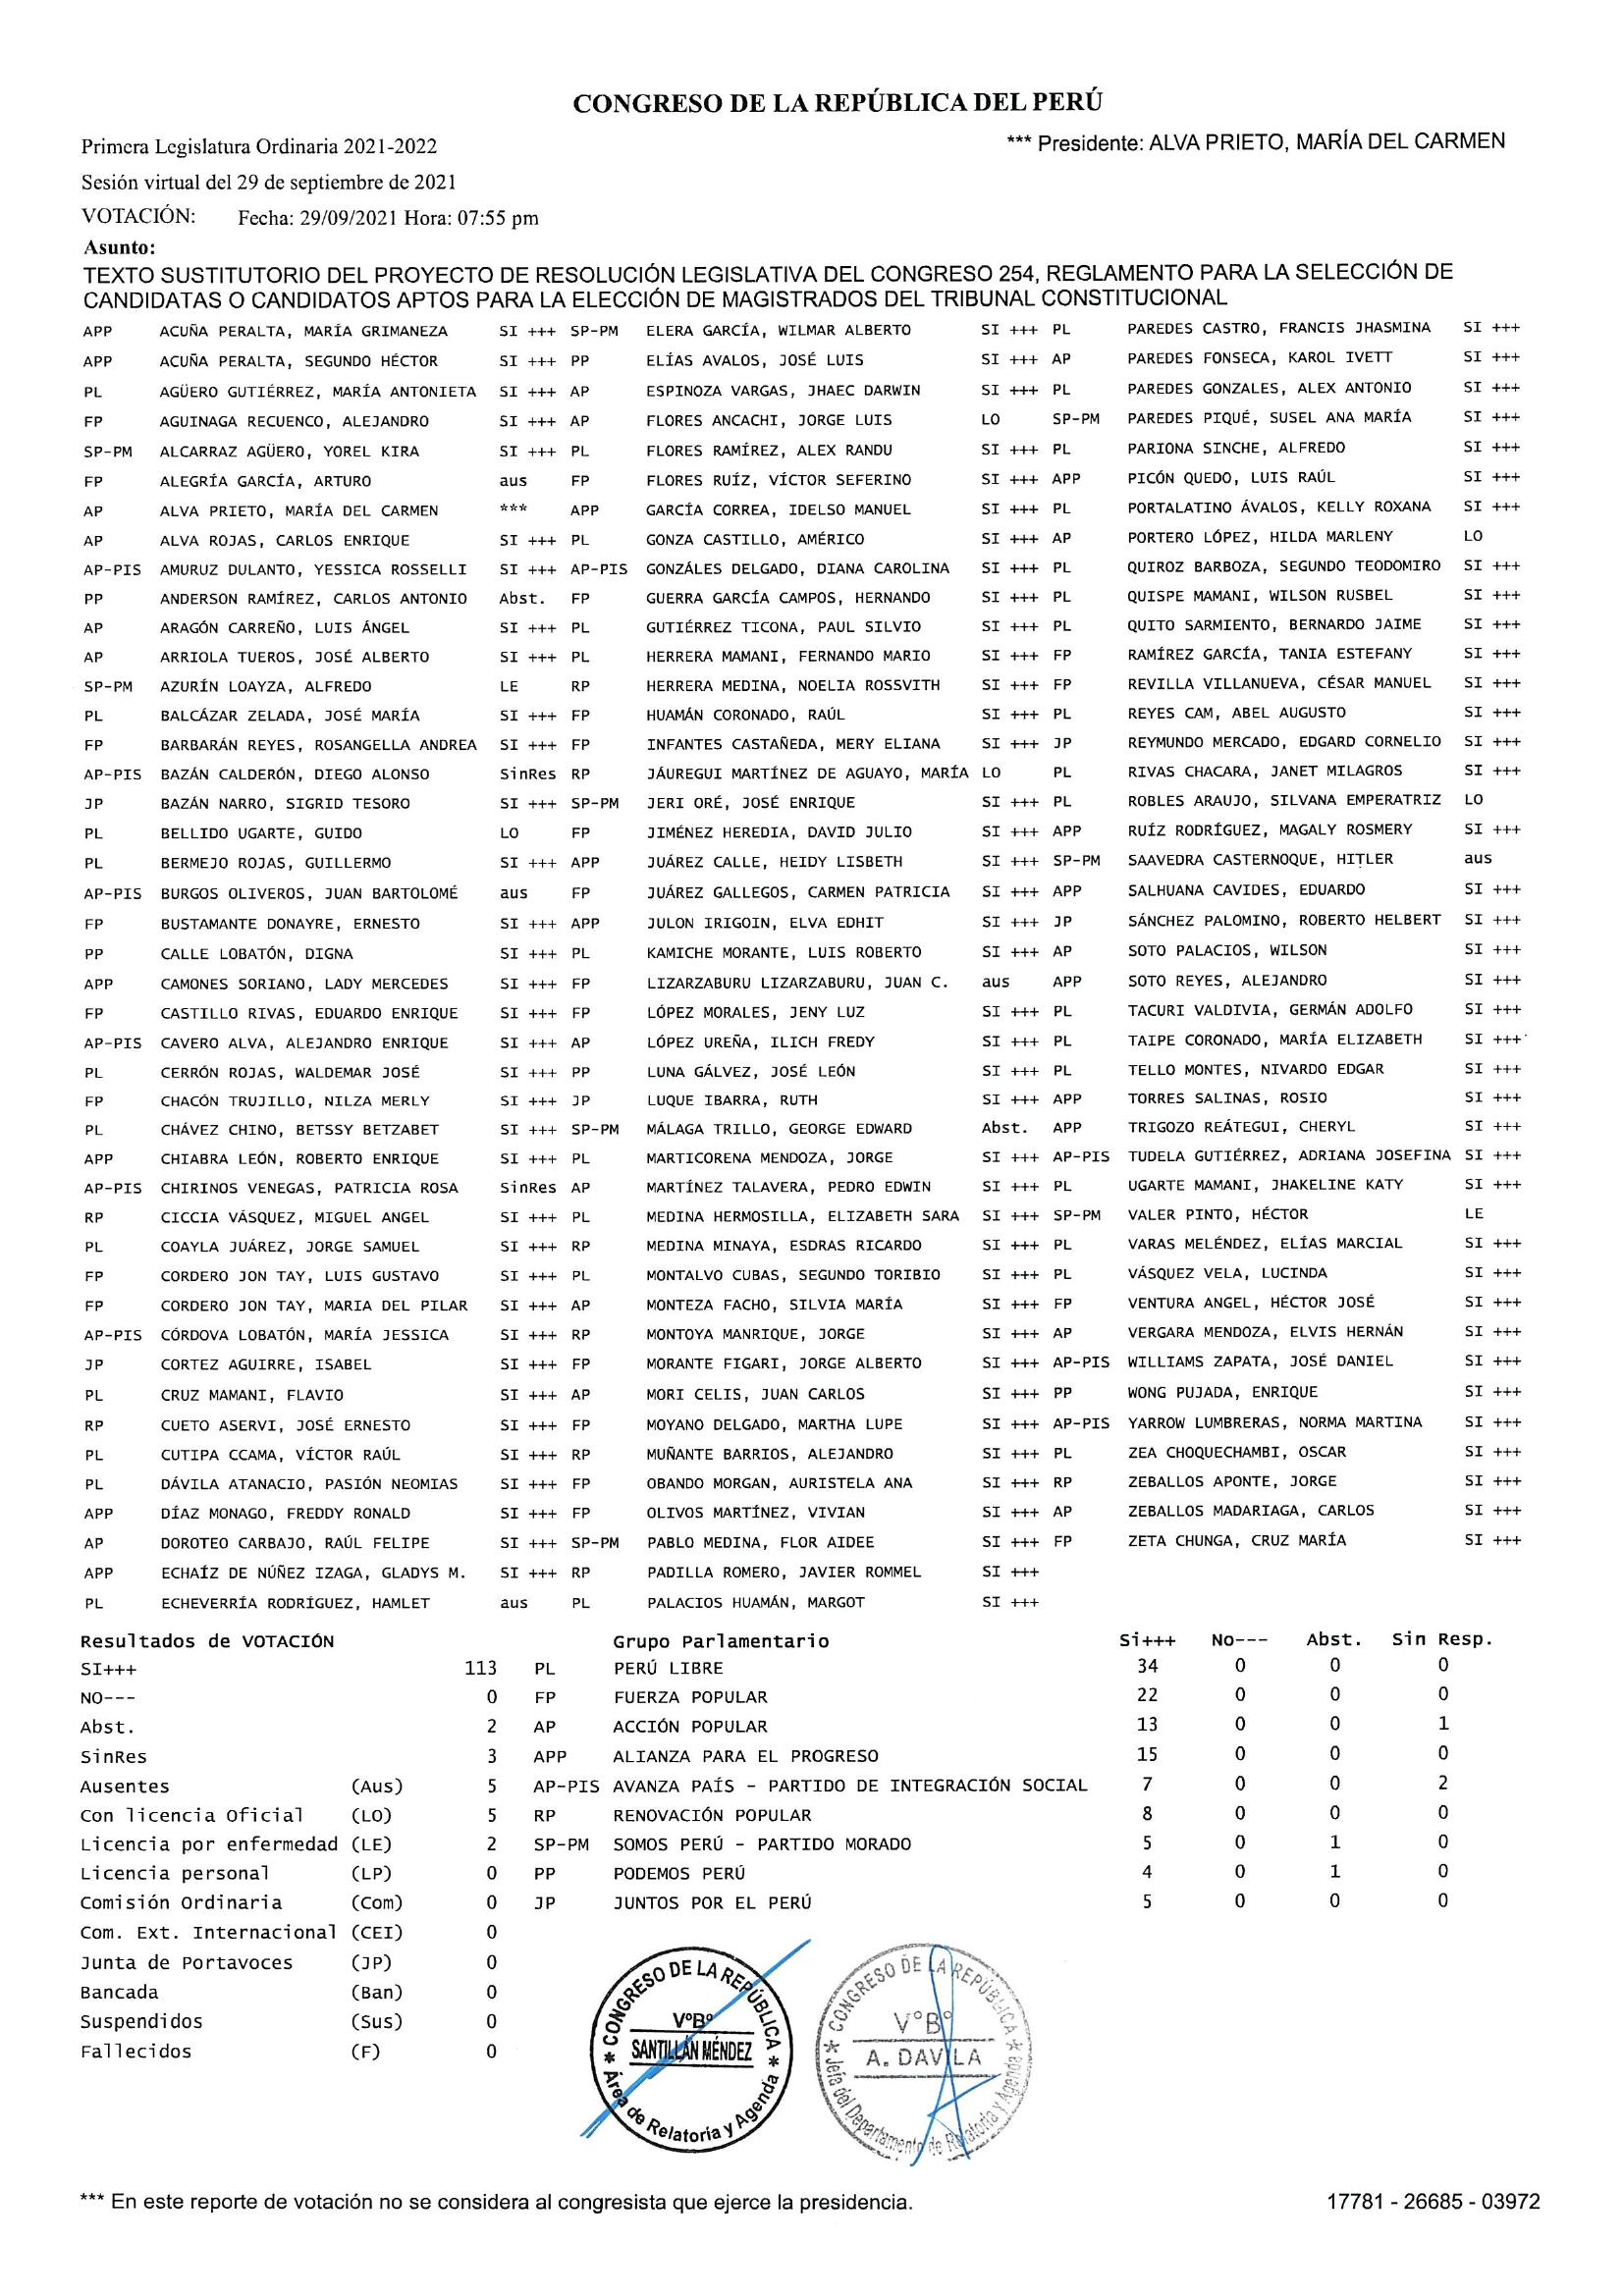 CONGRESO DE LA REPÚBLICA DEL PERÚ
Primera Legislatura Ordinaria 2021-2022 *** Presidente: ALVA PRIETO, MARÍA DEL CARMEN
Sesión virtual del 29 de septiembre de 2021
VOTACIÓN: Fecha: 29/09/2021 Hora: 07:55 pm
Asunto:
TEXTO SUSTITUTORIO DEL PROYECTO DE RESOLUCIÓN LEGISLATIVA DEL CONGRESO 254, REGLAMENTO PARA LA SELECCIÓN DE
CANDIDATAS O CANDIDATOS APTOS PARA LA ELECCIÓN DE MAGISTRADOS DEL TRIBUNAL CONSTITUCIONAL
APP ACUÑA PERALTA, MARÍA GRIMANEZA SI +++ SP-PM ELERA GARCÍA, WILMAR ALBERTO SI +++ PL PAREDES CASTRO, FRANCIS JHASMINA SI +++
APP ACUÑA PERALTA, SEGUNDO HÉCTOR SI +++ PP ELÍAS AVALOS, JOSÉ LUIS SI +++ AP PAREDES FONSECA, KAROL IVETT SI +++
PL AGÜERO GUTIÉRREZ, MARÍA ANTONIETA SI +++ AP ESPINOZA VARGAS, JHAEC DARWIN SI +++ PL PAREDES GONZALES, ALEX ANTONIO SI +++
FP AGUINAGA RECUENCO, ALEJANDRO SI +++ AP FLORES ANCACHI, JORGE LUIS LO SP-PM PAREDES PIQUÉ, SUSEL ANA MARÍA SI +++
SP-PM ALCARRAZ AGÜERO, YOREL KIRA SI +++ PL FLORES RAMÍREZ, ALEX RANDU SI +++ PL PARIONA SINCHE, ALFREDO SI +++
FP ALEGRÍA GARCÍA, ARTURO aus FP FLORES RUÍZ, VÍCTOR SEFERINO SI +++ APP PICÓN QUEDO, LUIS RAÚL SI +++
AP ALVA PRIETO, MARÍA DEL CARMEN *** APP GARCÍA CORREA, IDELSO MANUEL SI +++ PL PORTALATINO ÁVALOS, KELLY ROXANA SI +++
AP ALVA ROJAS, CARLOS ENRIQUE SI +++ PL GONZA CASTILLO, AMÉRICO SI +++ AP PORTERO LÓPEZ, HILDA MARLENY LO
AP-PIS AMURUZ DULANTO, YESSICA ROSSELLI SI +++ AP-PIS GONZÁLES DELGADO, DIANA CAROLINA SI +++ PL QUIROZ BARBOZA, SEGUNDO TEODOMIRO SI +++
PP ANDERSON RAMÍREZ, CARLOS ANTONIO Abst. FP GUERRA GARCÍA CAMPOS, HERNANDO SI +++ PL QUISPE MAMANI, WILSON RUSBEL SI +++
AP ARAGÓN CARREÑO, LUIS ÁNGEL SI +++ PL GUTIÉRREZ TICONA, PAUL SILVIO SI +++ PL QUITO SARMIENTO, BERNARDO JAIME SI +++
AP ARRIOLA TUEROS, JOSÉ ALBERTO SI +++ PL HERRERA MAMANI, FERNANDO MARIO SI +++ FP RAMÍREZ GARCÍA, TANIA ESTEFANY SI +++
SP-PM AZURÍN LOAYZA, ALFREDO LE RP HERRERA MEDINA, NOELIA ROSSVITH SI +++ FP REVILLA VILLANUEVA, CÉSAR MANUEL SI +++
PL BALCÁZAR ZELADA, JOSÉ MARÍA SI +++ FP HUAMÁN CORONADO, RAÚL SI +++ PL REYES CAM, ABEL AUGUSTO SI +++
FP BARBARÁN REYES, ROSANGELLA ANDREA SI +++ FP INFANTES CASTAÑEDA, MERY ELIANA SI +++ JP REYMUNDO MERCADO, EDGARD CORNELIO SI +++
AP-PIS BAZÁN CALDERÓN, DIEGO ALONSO SinRes RP JÁUREGUI MARTÍNEZ DE AGUAYO, MARÍA LO PL RIVAS CHACARA, JANET MILAGROS SI +++
JP BAZÁN NARRO, SIGRID TESORO SI +++ SP-PM JERI ORÉ, JOSÉ ENRIQUE SI +++ PL ROBLES ARAUJO, SILVANA EMPERATRIZ LO
PL BELLIDO UGARTE, GUIDO LO FP JIMÉNEZ HEREDIA, DAVID JULIO SI +++ APP RUÍZ RODRÍGUEZ, MAGALY ROSMERY SI +++
PL BERMEJO ROJAS, GUILLERMO SI +++ APP JUÁREZ CALLE, HEIDY LISBETH SI +++ SP-PM SAAVEDRA CASTERNOQUE, HITLER aus
AP-PIS BURGOS OLIVEROS, JUAN BARTOLOMÉ aus FP JUÁREZ GALLEGOS, CARMEN PATRICIA SI +++ APP SALHUANA CAVIDES, EDUARDO SI +++
FP BUSTAMANTE DONAYRE, ERNESTO SI +++ APP JULON IRIGOIN, ELVA EDHIT SI +++ JP SÁNCHEZ PALOMINO, ROBERTO HELBERT SI +++
PP CALLE LOBATÓN, DIGNA SI +++ PL KAMICHE MORANTE, LUIS ROBERTO SI +++ AP SOTO PALACIOS, WILSON SI +++
APP CAMONES SORIANO, LADY MERCEDES SI +++ FP LIZARZABURU LIZARZABURU, JUAN C. aus APP SOTO REYES, ALEJANDRO SI +++
FP CASTILLO RIVAS, EDUARDO ENRIQUE SI +++ FP LÓPEZ MORALES, JENY LUZ SI +++ PL TACURI VALDIVIA, GERMÁN ADOLFO SI +++
AP-PIS CAVERO ALVA, ALEJANDRO ENRIQUE SI +++ AP LÓPEZ UREÑA, ILICH FREDY SI +++ PL TAIPE CORONADO, MARÍA ELIZABETH SI +++
PL CERRÓN ROJAS, WALDEMAR JOSÉ SI +++ PP LUNA GÁLVEZ, JOSÉ LEÓN SI +++ PL TELLO MONTES, NIVARDO EDGAR SI +++
FP CHACÓN TRUJILLO, NILZA MERLY SI +++ JP LUQUE IBARRA, RUTH SI +++ APP TORRES SALINAS, ROSIO SI +++
PL CHÁVEZ CHINO, BETSSY BETZABET SI +++ SP-PM MÁLAGA TRILLO, GEORGE EDWARD Abst. APP TRIGOZO REÁTEGUI, CHERYL SI +++
APP CHIABRA LEÓN, ROBERTO ENRIQUE SI +++ PL MARTICORENA MENDOZA, JORGE SI +++ AP-PIS TUDELA GUTIÉRREZ, ADRIANA JOSEFINA SI +++
AP-PIS CHIRINOS VENEGAS, PATRICIA ROSA SinRes AP MARTÍNEZ TALAVERA, PEDRO EDWIN SI +++ PL UGARTE MAMANI, JHAKELINE KATY SI +++
RP CICCIA VÁSQUEZ, MIGUEL ANGEL SI +++ PL MEDINA HERMOSILLA, ELIZABETH SARA SI +++ SP-PM VALER PINTO, HÉCTOR LE
PL COAYLA JUÁREZ, JORGE SAMUEL SI +++ RP MEDINA MINAYA, ESDRAS RICARDO SI +++ PL VARAS MELÉNDEZ, ELÍAS MARCIAL SI +++
FP CORDERO JON TAY, LUIS GUSTAVO SI +++ PL MONTALVO CUBAS, SEGUNDO TORIBIO SI +++ PL VÁSQUEZ VELA, LUCINDA SI +++
FP CORDERO JON TAY, MARIA DEL PILAR SI +++ AP MONTEZA FACHO, SILVIA MARÍA SI +++ FP VENTURA ANGEL, HÉCTOR JOSÉ SI +++
AP-PIS CÓRDOVA LOBATÓN, MARÍA JESSICA SI +++ RP MONTOYA MANRIQUE, JORGE SI +++ AP VERGARA MENDOZA, ELVIS HERNÁN SI +++
JP CORTEZ AGUIRRE, ISABEL SI +++ FP MORANTE FIGARI, JORGE ALBERTO SI +++ AP-PIS WILLIAMS ZAPATA, JOSÉ DANIEL SI +++
PL CRUZ MAMANI, FLAVIO SI +++ AP MORI CELIS, JUAN CARLOS SI +++ PP WONG PUJADA, ENRIQUE SI +++
RP CUETO ASERVI, JOSÉ ERNESTO SI +++ FP MOYANO DELGADO, MARTHA LUPE SI +++ AP-PIS YARROW LUMBRERAS, NORMA MARTINA SI +++
PL CUTIPA CCAMA, VÍCTOR RAÚL SI +++ RP MUÑANTE BARRIOS, ALEJANDRO SI +++ PL ZEA CHOQUECHAMBI, OSCAR SI +++
PL DÁVILA ATANACIO, PASIÓN NEOMIAS SI +++ FP OBANDO MORGAN, AURISTELA ANA SI +++ RP ZEBALLOS APONTE, JORGE SI +++
APP DÍAZ MONAGO, FREDDY RONALD SI +++ FP OLIVOS MARTÍNEZ, VIVIAN SI +++ AP ZEBALLOS MADARIAGA, CARLOS SI +++
AP DOROTEO CARBAJO, RAÚL FELIPE SI +++ SP-PM PABLO MEDINA, FLOR AIDEE SI +++ FP ZETA CHUNGA, CRUZ MARÍA SI +++
APP ECHAÍZ DE NÚÑEZ IZAGA, GLADYS M. SI +++ RP PADILLA ROMERO, JAVIER ROMMEL SI +++
PL ECHEVERRÍA RODRÍGUEZ, HAMLET aus PL PALACIOS HUAMÁN, MARGOT SI +++
Resultados de VOTACIÓN Grupo Parlamentario Si+++ No--- Abst. Sin Resp.
SI+++ 113 PL PERÚ LIBRE 34 0 0 0
NO--- 0 FP FUERZA POPULAR 22 0 0 0
Abst. 2 AP ACCIÓN POPULAR 13 0 0 1
SinRes 3 APP ALIANZA PARA EL PROGRESO 15 0 0 0
Ausentes (Aus) 5 AP-PIS AVANZA PAÍS - PARTIDO DE INTEGRACIÓN SOCIAL 7 0 0 2
Con licencia Oficial (LO) 5 RP RENOVACIÓN POPULAR 8 0 0 0
Licencia por enfermedad (LE) 2 SP-PM SOMOS PERÚ - PARTIDO MORADO 5 0 1 0
Licencia personal (LP) 0 PP PODEMOS PERÚ 4 0 1 0
Comisión Ordinaria (Com) 0 JP JUNTOS POR EL PERÚ 5 0 0 0
Com. Ext. Internacional (CEI) 0
Junta de Portavoces (JP) 0
Bancada (Ban) 0
Suspendidos (Sus) 0
Fallecidos (F) 0
* CONGRESO DE LA REPÚBLICA *
V°B°
SANTILLÁN MÉNDEZ
Área de Relatoría y Agenda
* CONGRESO DE LA REPÚBLICA *
V°B°
A. DAVILA
Jefa del Departamento de Relatoría y Agenda
*** En este reporte de votación no se considera al congresista que ejerce la presidencia. 17781 - 26685 - 03972